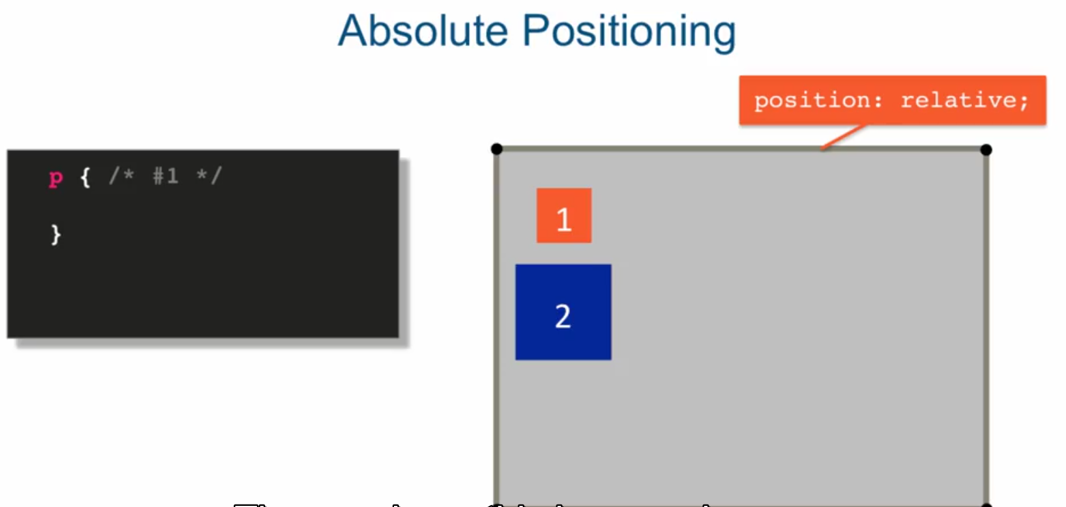 Absolute Positioning
position: relative;
p { /* #1 */
}
1
2